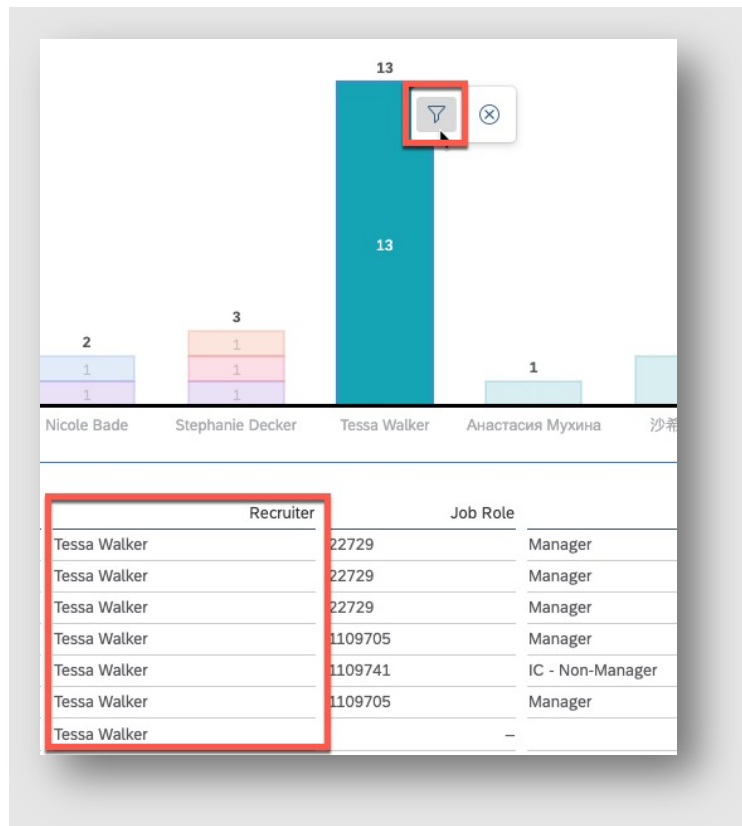 13
13
3
2
1
1
1
1
1
1
Nicole Bade Stephanie Decker Tessa Walker Анастасия Мухина 沙希
Recruiter Job Role
Tessa Walker 22729 Manager
Tessa Walker 22729 Manager
Tessa Walker 22729 Manager
Tessa Walker 1109705 Manager
Tessa Walker 1109741 IC - Non-Manager
Tessa Walker 1109705 Manager
Tessa Walker –